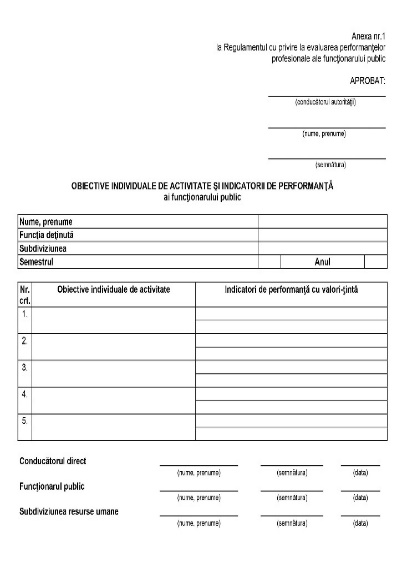 Anexa nr.1
la Regulamentul cu privire la evaluarea performanţelor
profesionale ale funcţionarului public
APROBAT:
(conducătorul autorităţii)
(nume, prenume)
(semnătura)
OBIECTIVE INDIVIDUALE DE ACTIVITATE ŞI INDICATORII DE PERFORMANŢĂ
ai funcţionarului public
Nume, prenume
Funcţia deţinută
Subdiviziunea
Semestrul Anul
Nr. crt. Obiective individuale de activitate Indicatori de performanţă cu valori-ţintă
1.
2.
3.
4.
5.
Conducătorul direct
(nume, prenume) (semnătura) (data)
Funcţionarul public
(nume, prenume) (semnătura) (data)
Subdiviziunea resurse umane
(nume, prenume) (semnătura) (data)